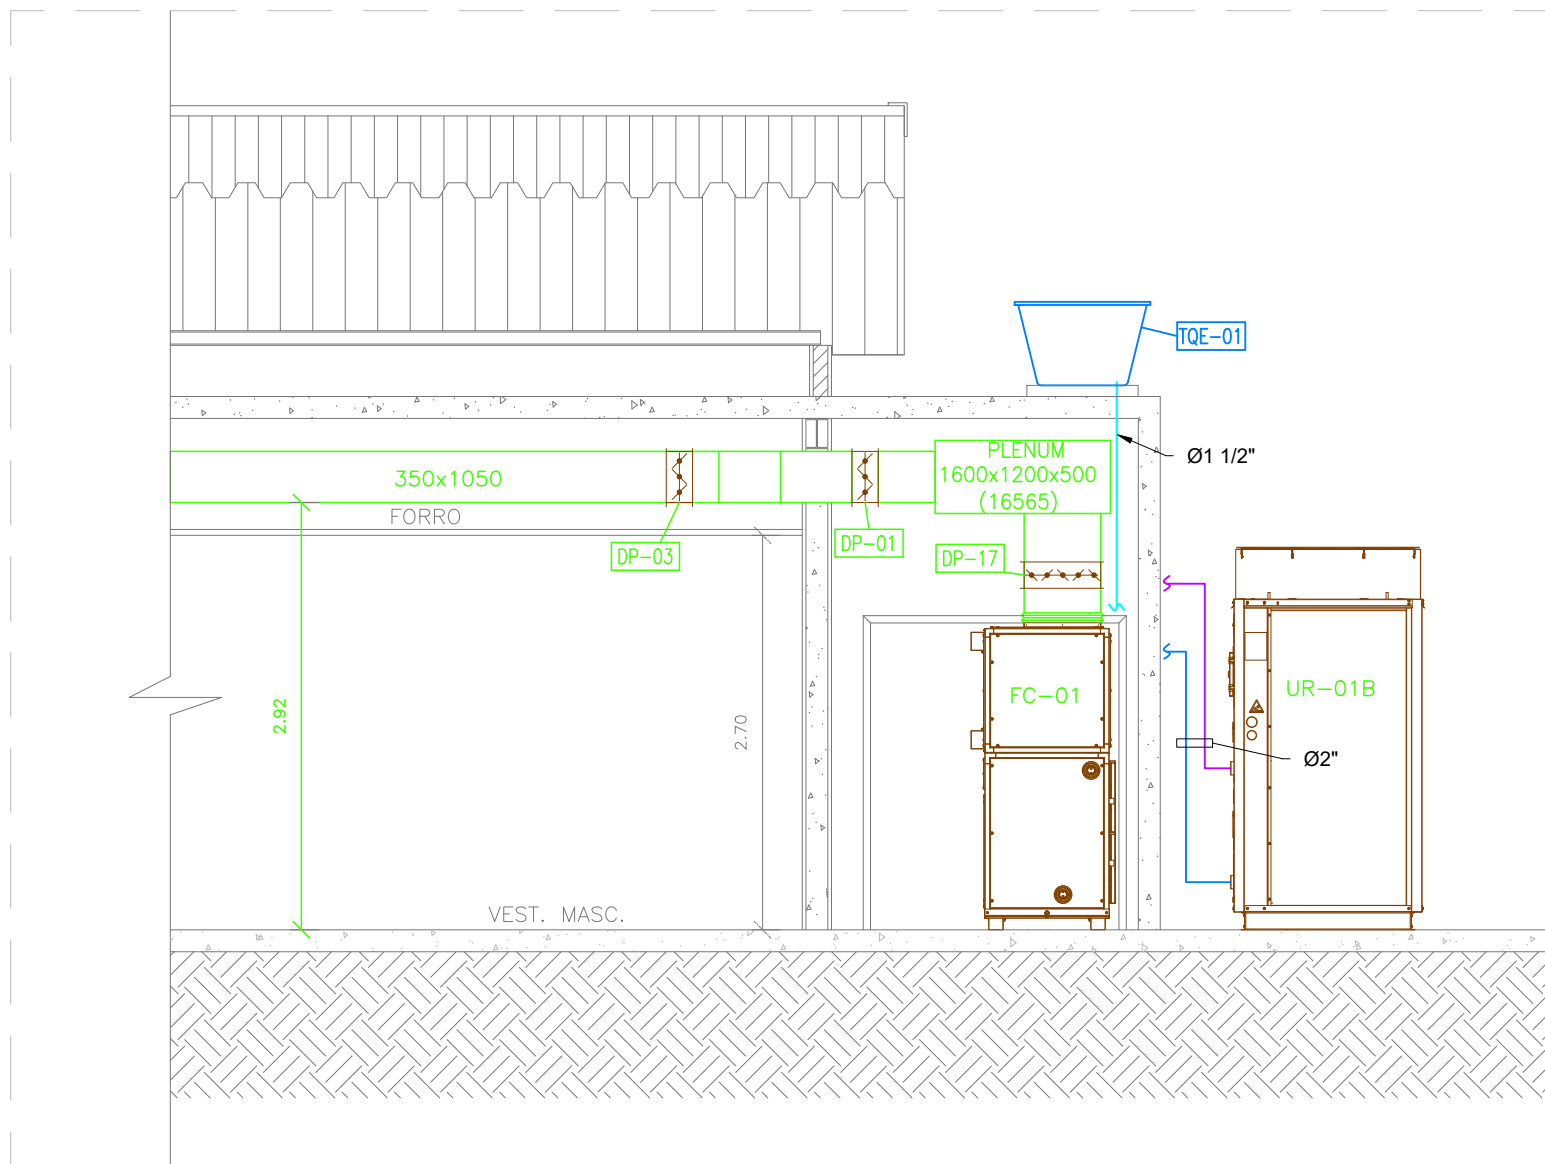 TQE-01
PLENUM
Ø1 1/2"
350x1050
1600x1200x500
(16565)
FORRO
DP-03
DP-01
DP-17
FC-01
UR-01B
2.92
2.70
Ø2"
VEST. MASC.